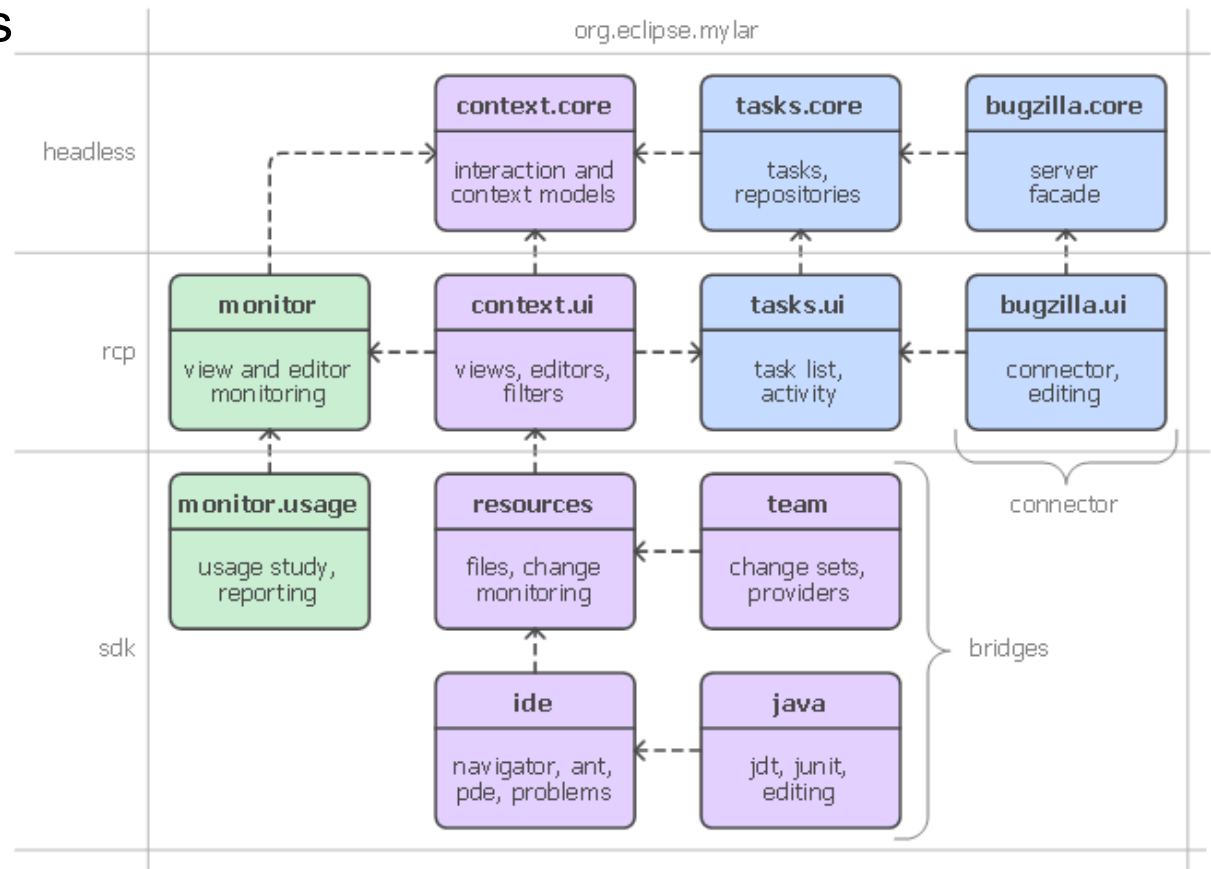 s
org.eclipse.mylar
headless
context.core
interaction and
context models
tasks.core
tasks,
repositories
bugzilla.core
server
facade
rcp
monitor
view and editor
monitoring
context.ui
views, editors,
filters
tasks.ui
task list,
activity
bugzilla.ui
connector,
editing
connector
sdk
monitor.usage
usage study,
reporting
resources
files, change
monitoring
team
change sets,
providers
bridges
ide
navigator, ant,
pde, problems
java
jdt, junit,
editing